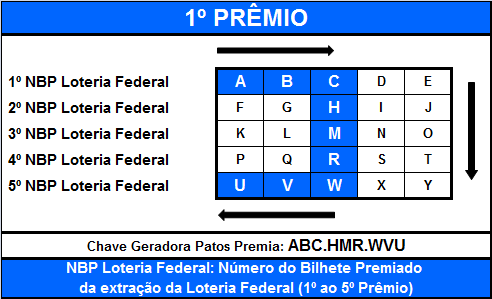 1º PRÊMIO
1º NBP Loteria Federal A B C D E
2º NBP Loteria Federal F G H I J
3º NBP Loteria Federal K L M N O
4º NBP Loteria Federal P Q R S T
5º NBP Loteria Federal U V W X Y
Chave Geradora Patos Premia: ABC.HMR.WVU
NBP Loteria Federal: Número do Bilhete Premiado
da extração da Loteria Federal (1º ao 5º Prêmio)